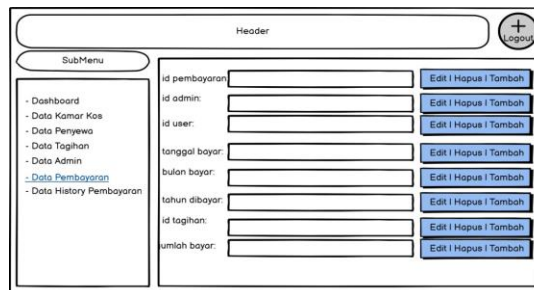 Header
+
Logout
SubMenu
- Dashboard
- Data Kamar Kos
- Data Penyewa
- Data Tagihan
- Data Admin
- Data Pembayaran
- Data History Pembayaran
id pembayaran: Edit | Hapus | Tambah
id admin: Edit | Hapus | Tambah
id user: Edit | Hapus | Tambah
tanggal bayar: Edit | Hapus | Tambah
bulan bayar: Edit | Hapus | Tambah
tahun dibayar: Edit | Hapus | Tambah
id tagihan: Edit | Hapus | Tambah
umlah bayar: Edit | Hapus | Tambah